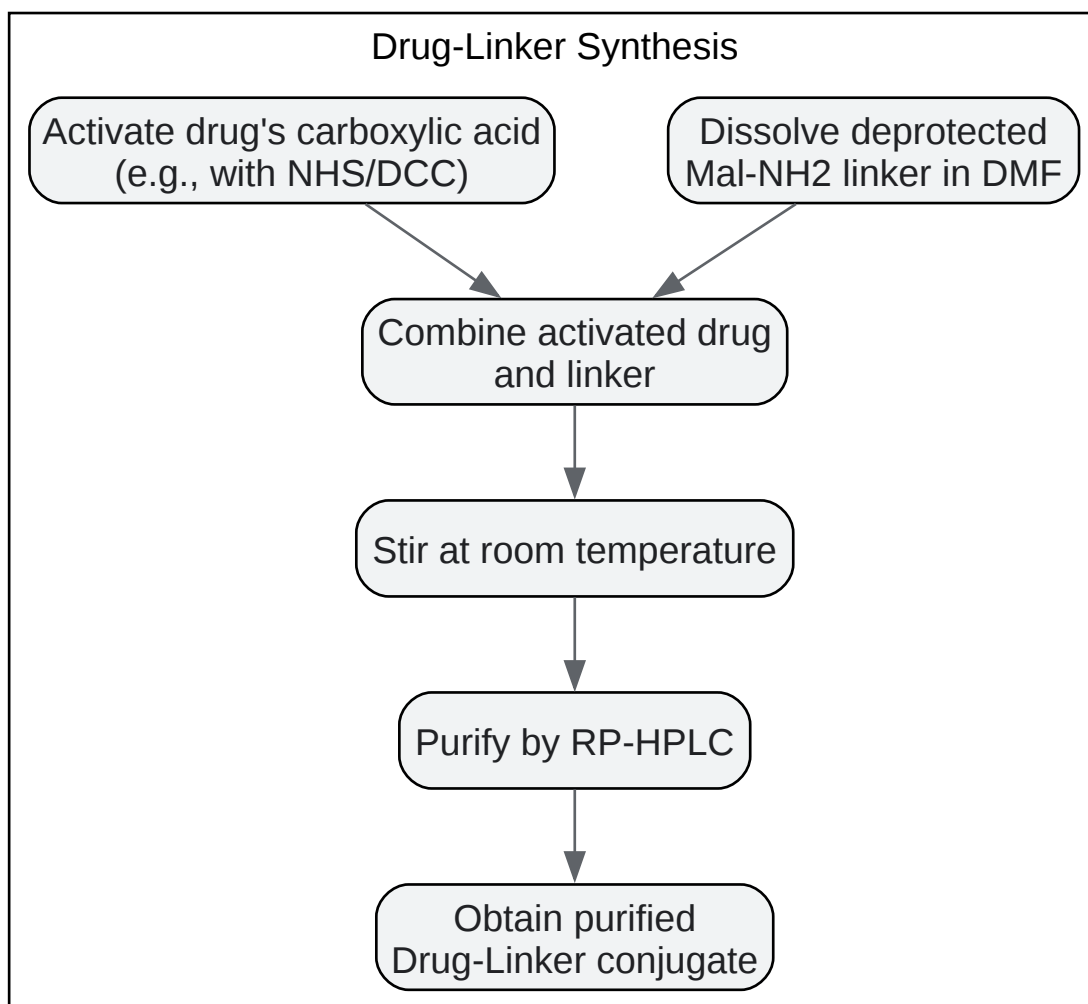 Drug-Linker Synthesis
Activate drug's carboxylic acid
(e.g., with NHS/DCC)
Dissolve deprotected
Mal-NH2 linker in DMF
Combine activated drug
and linker
Stir at room temperature
Purify by RP-HPLC
Obtain purified
Drug-Linker conjugate